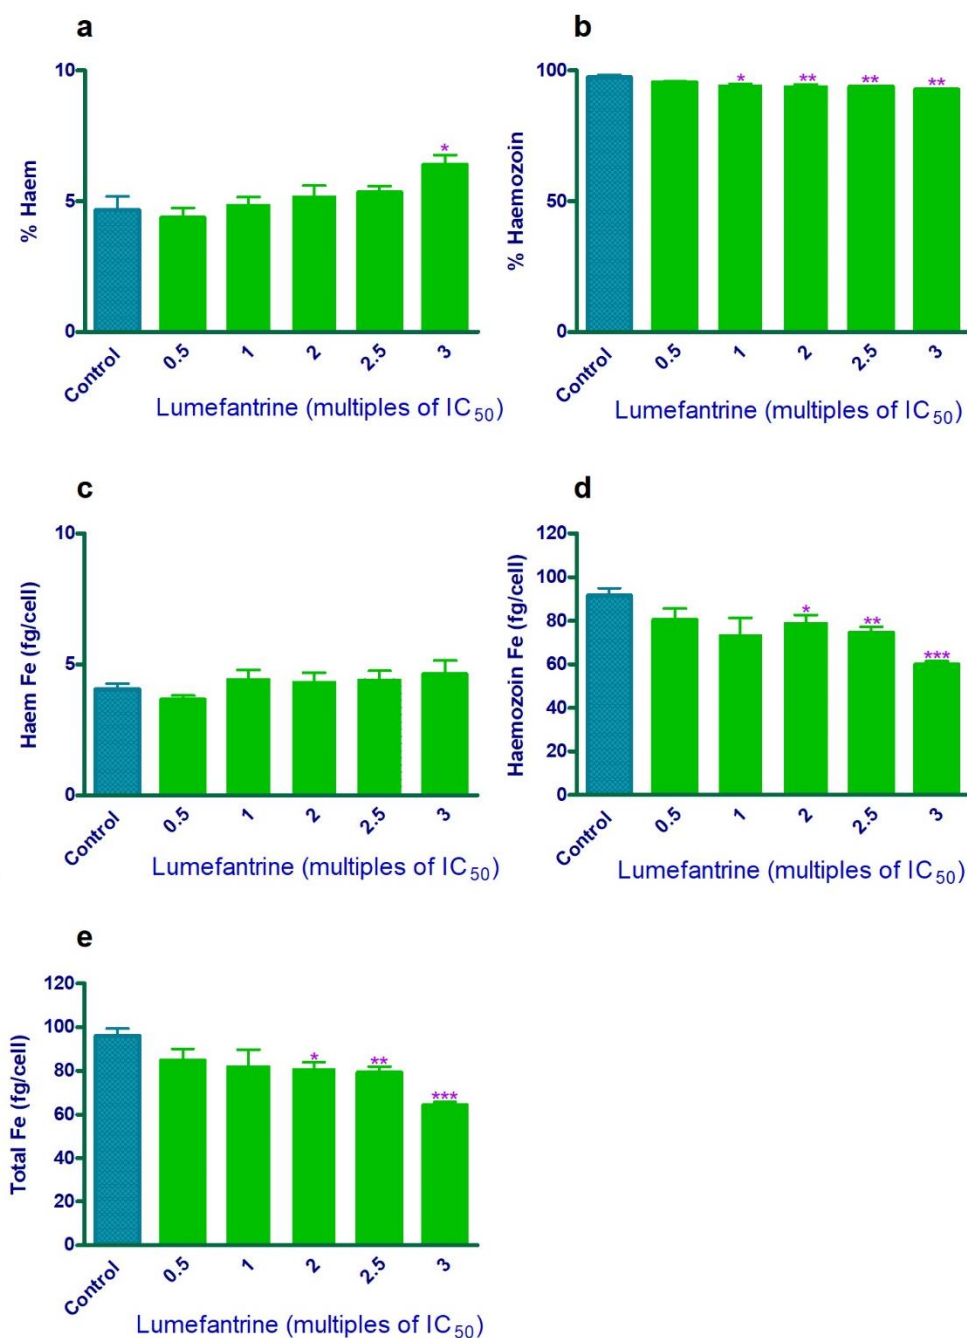 a
10
5
0
% Haem
*
Control
0.5
1
2
2.5
3
Lumefantrine (multiples of IC50)
b
100
50
0
% Haemozoin
*
**
**
**
Control
0.5
1
2
2.5
3
Lumefantrine (multiples of IC50)
c
10
5
0
Haem Fe (fg/cell)
Control
0.5
1
2
2.5
3
Lumefantrine (multiples of IC50)
d
120
100
80
60
40
20
0
Haemozoin Fe (fg/cell)
*
**
***
Control
0.5
1
2
2.5
3
Lumefantrine (multiples of IC50)
e
120
100
80
60
40
20
0
Total Fe (fg/cell)
*
**
***
Control
0.5
1
2
2.5
3
Lumefantrine (multiples of IC50)